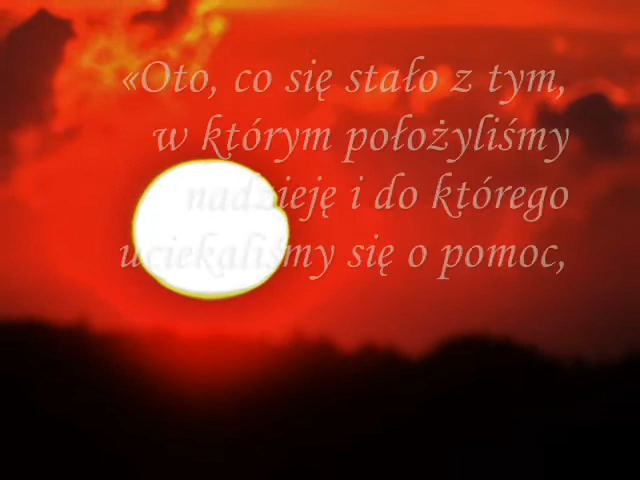 «Oto, co się stało z tym,
w którym położyliśmy
nadzieję i do którego
uciekaliśmy się o pomoc,